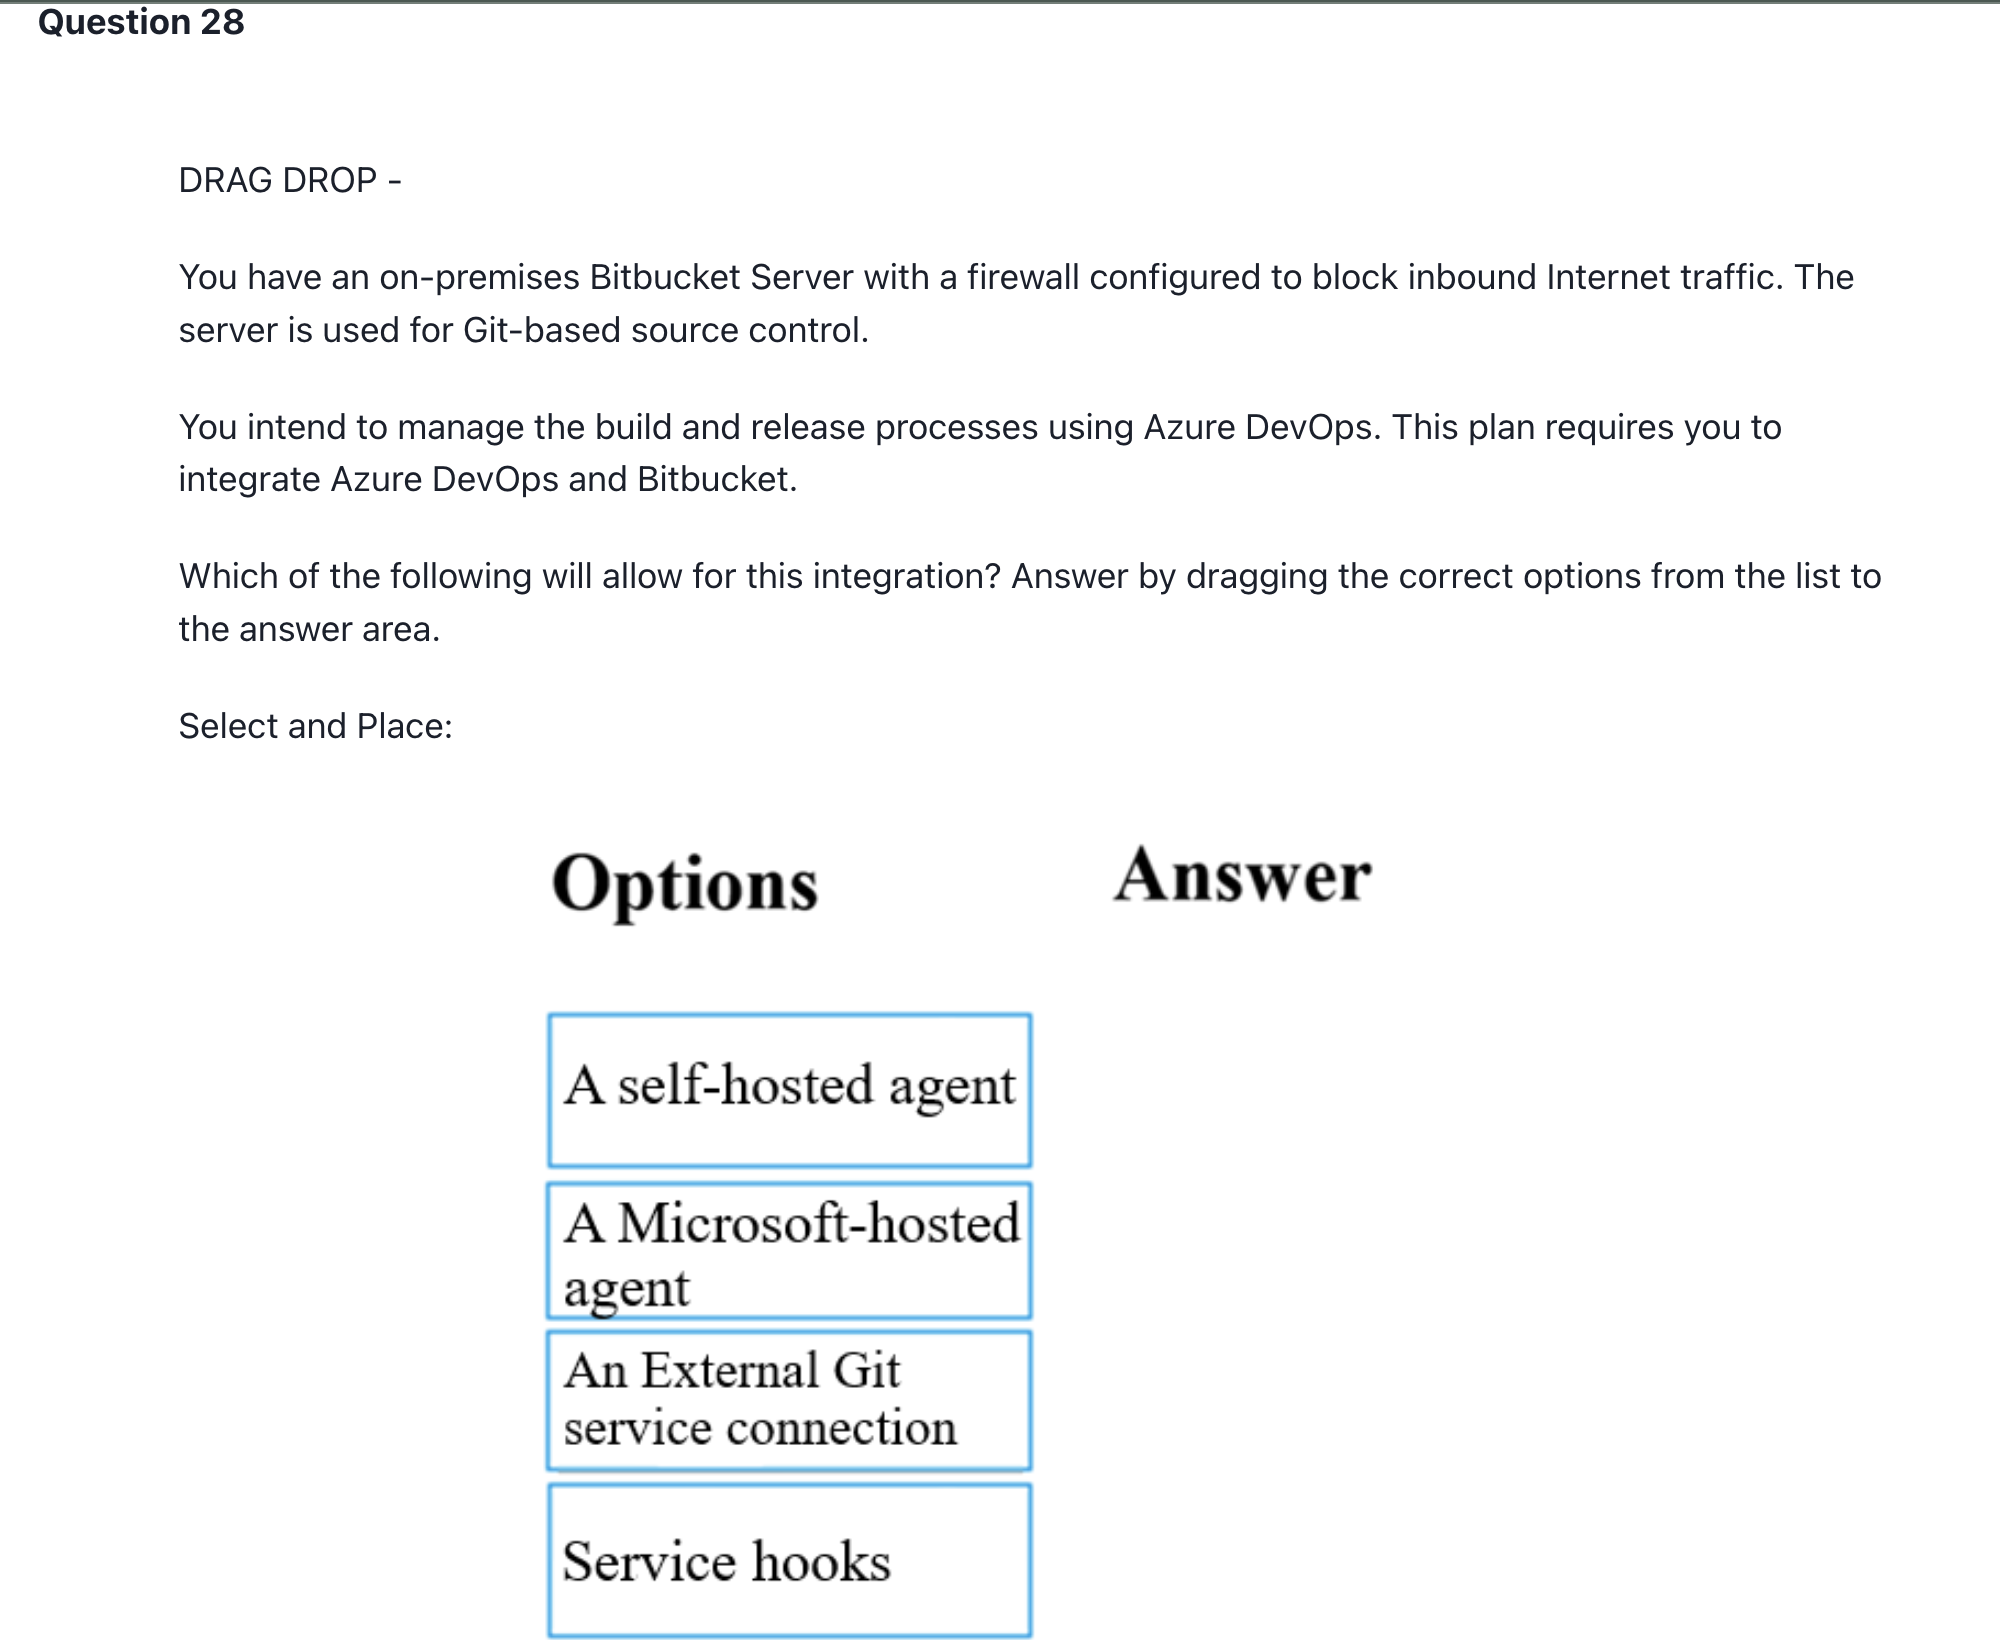 Question 28
DRAG DROP -
You have an on-premises Bitbucket Server with a firewall configured to block inbound Internet traffic. The
server is used for Git-based source control.
You intend to manage the build and release processes using Azure DevOps. This plan requires you to
integrate Azure DevOps and Bitbucket.
Which of the following will allow for this integration? Answer by dragging the correct options from the list to
the answer area.
Select and Place:
Options
Answer
A self-hosted agent
A Microsoft-hosted
agent
An External Git
service connection
Service hooks